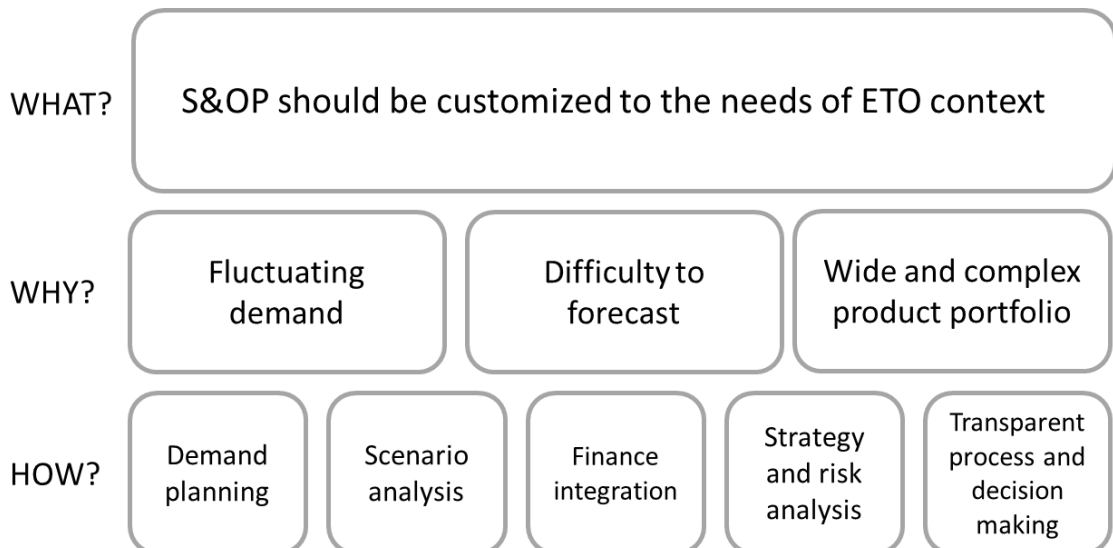 WHAT?
S&OP should be customized to the needs of ETO context
WHY?
Fluctuating
demand
Difficulty to
forecast
Wide and complex
product portfolio
HOW?
Demand
planning
Scenario
analysis
Finance
integration
Strategy
and risk
analysis
Transparent
process and
decision
making